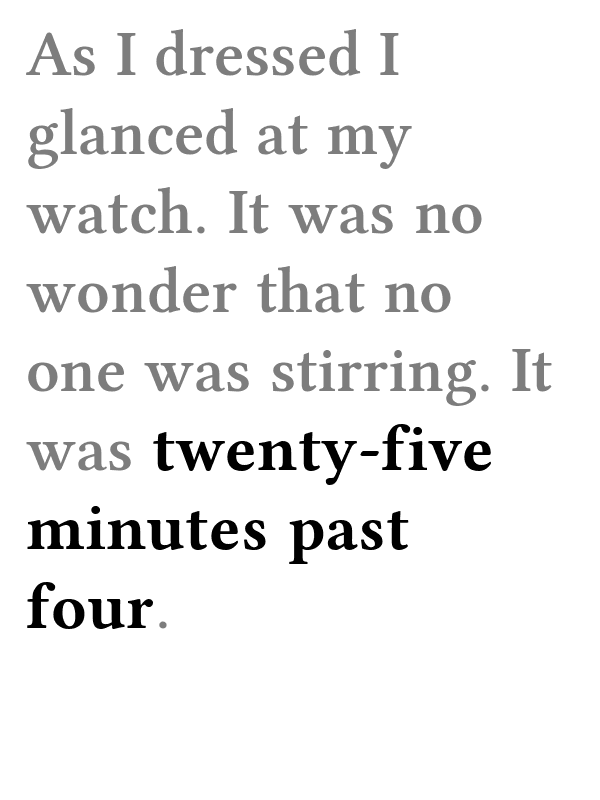 As I dressed I
glanced at my
watch. It was no
wonder that no
one was stirring. It
was twenty-five
minutes past
four.